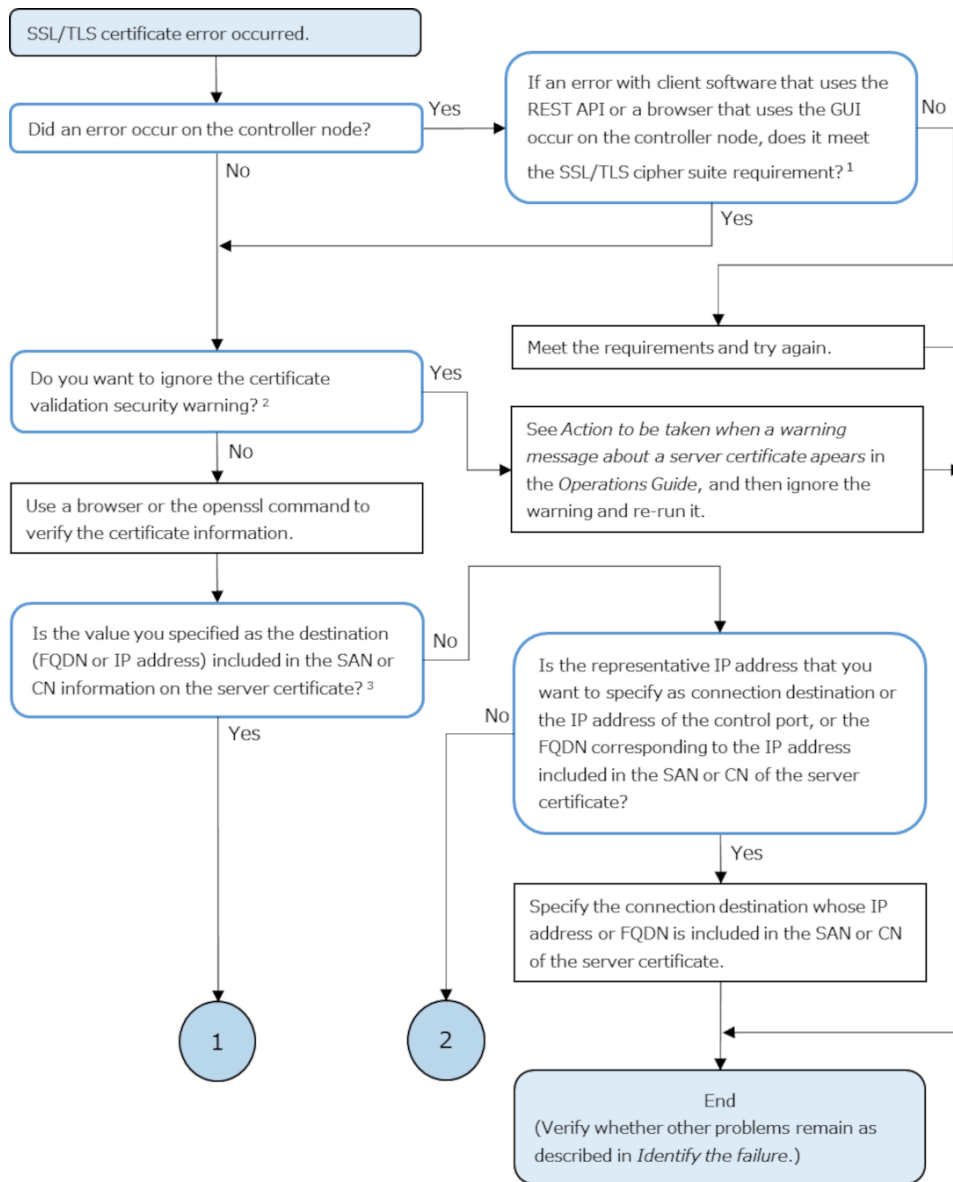 SSL/TLS certificate error occurred.
Did an error occur on the controller node?
Yes
If an error with client software that uses the
REST API or a browser that uses the GUI
occur on the controller node, does it meet
the SSL/TLS cipher suite requirement? 1
No
No
Yes
Meet the requirements and try again.
Do you want to ignore the certificate
validation security warning? 2
Yes
See Action to be taken when a warning
message about a server certificate apears in
the Operations Guide, and then ignore the
warning and re-run it.
No
Use a browser or the openssl command to
verify the certificate information.
Is the value you specified as the destination
(FQDN or IP address) included in the SAN or
CN information on the server certificate? 3
No
Is the representative IP address that you
want to specify as connection destination or
the IP address of the control port, or the
FQDN corresponding to the IP address
included in the SAN or CN of the server
certificate?
Yes
No
Yes
Specify the connection destination whose IP
address or FQDN is included in the SAN or CN
of the server certificate.
1
2
End
(Verify whether other problems remain as
described in Identify the failure.)